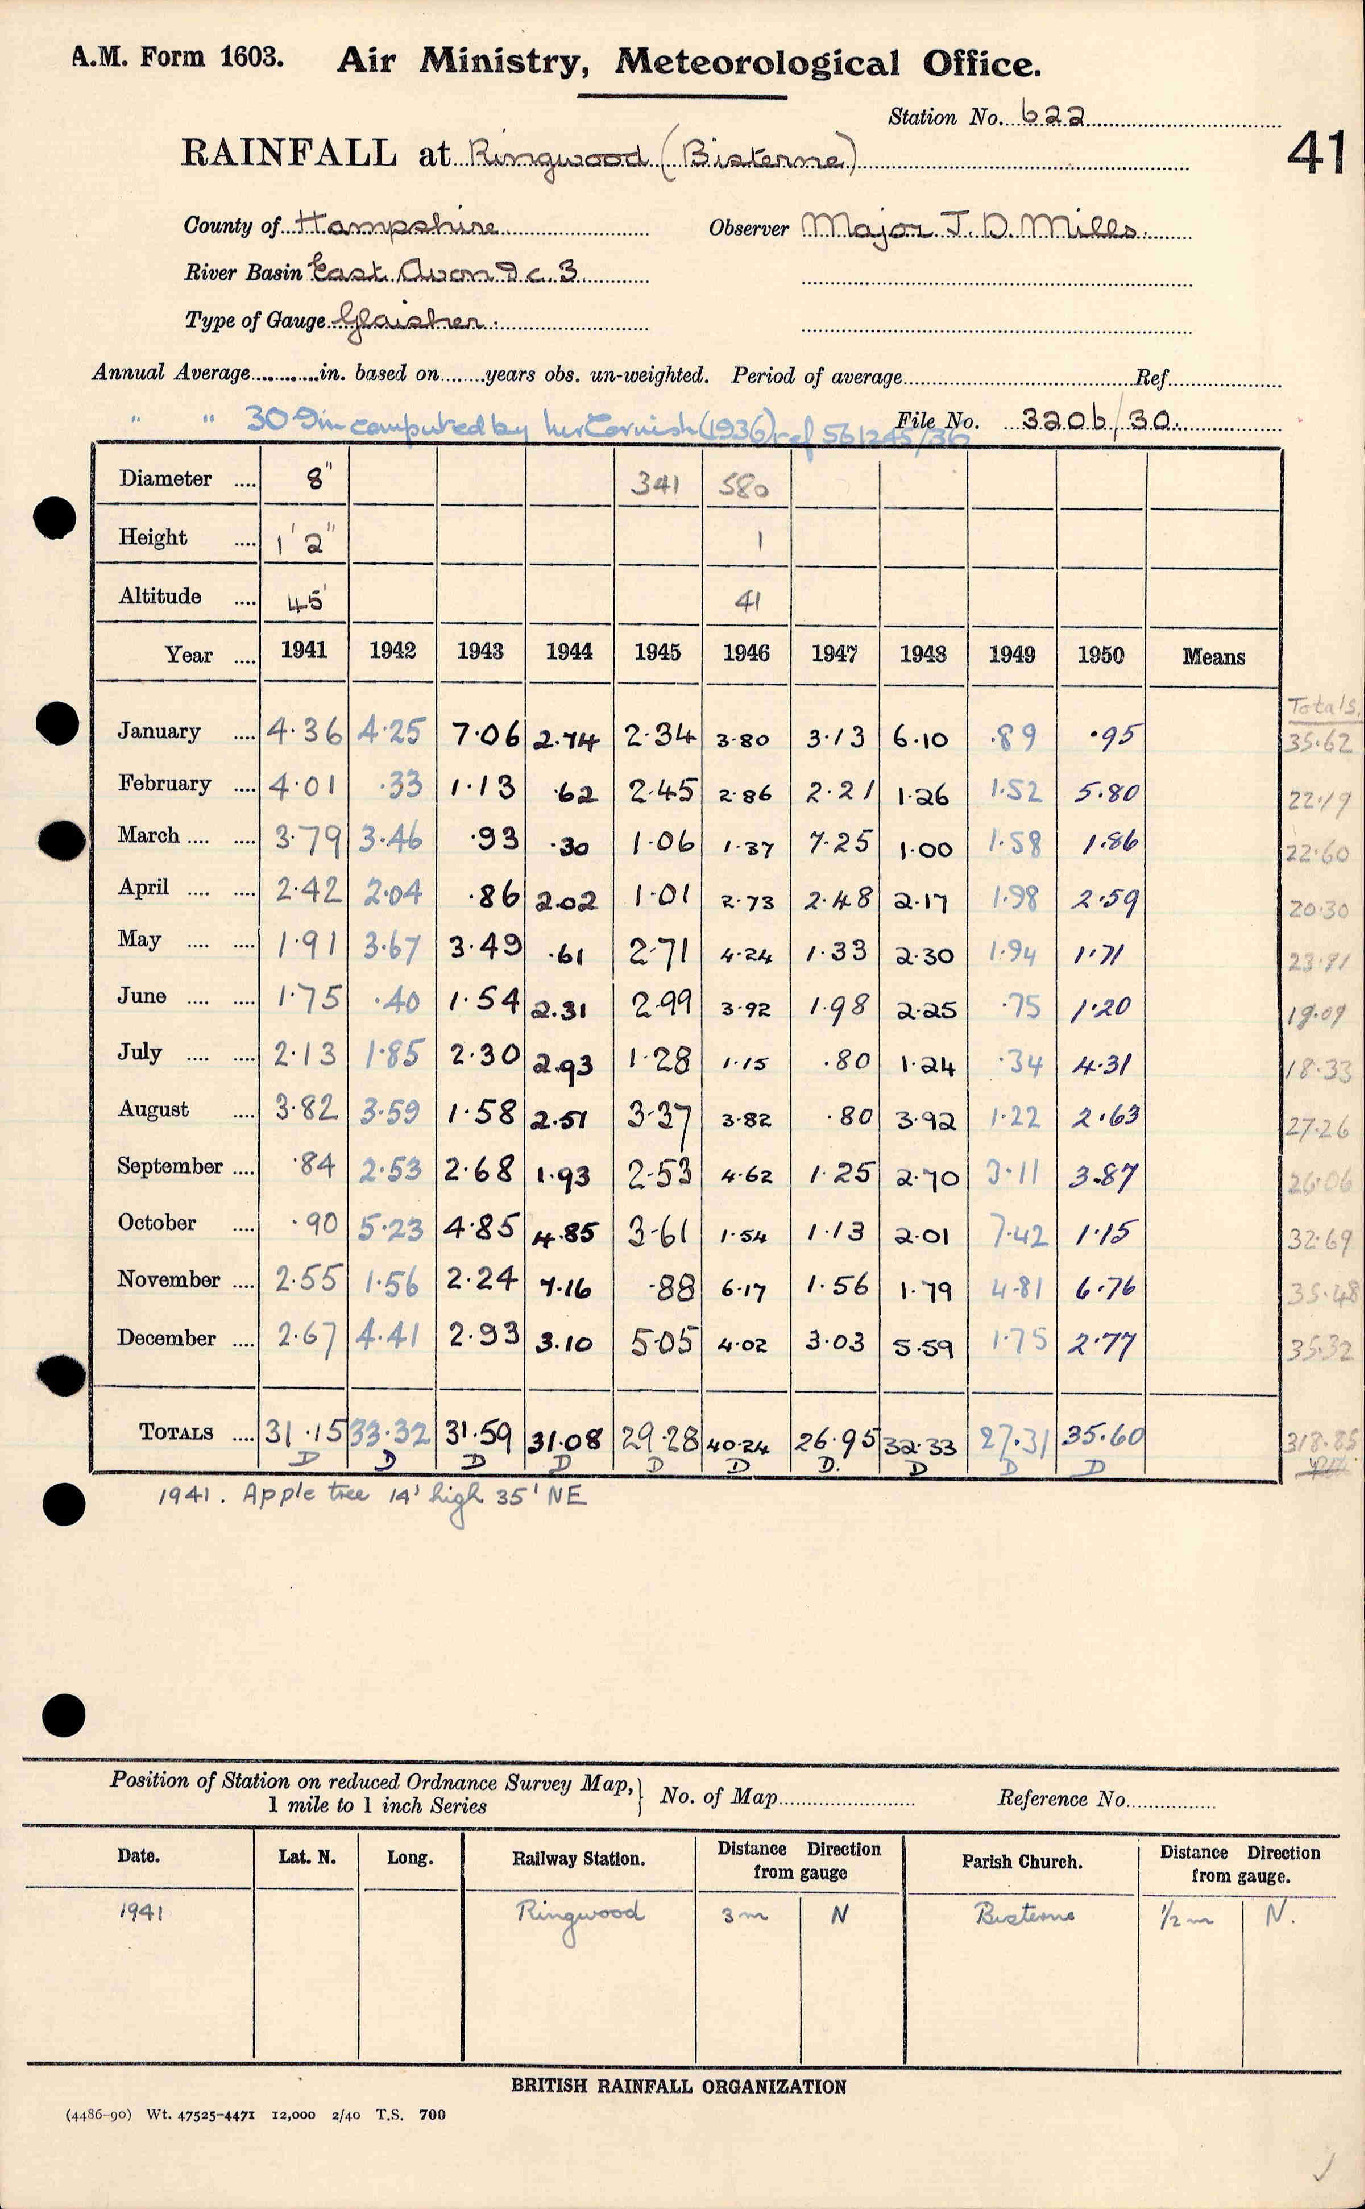 A.M. Form 1603. Air Ministry, Meteorological Office.
Station No. 622
41
RAINFALL at Ringwood (Bisterne)
County of Hampshire Observer Major J. D. Mills.
River Basin East Avon 9 c. 3
Type of Gauge Glaisher
Annual Average............in. based on........years obs. un-weighted. Period of average........ Ref........
" " 30.9in computed by Mr Cornish (1936) ref 561245/36 File No. 3206/30.
Diameter .... 8" 341 580
Height .... 1' 2" 1
Altitude .... 45' 41
Year .... 1941 1942 1943 1944 1945 1946 1947 1948 1949 1950 Means
Totals
January .... 4·36 4·25 7·06 2.74 2·34 3·80 3·13 6·10 ·89 ·95 35·62
February .... 4·01 ·33 1·13 ·62 2·45 2·86 2·21 1·26 1·52 5·80 22·19
March .... .... 3·79 3·46 ·93 ·30 1·06 1·37 7·25 1·00 1·58 1·86 22·60
April .... .... 2·42 2·04 ·86 2.02 1·01 2·73 2·48 2·17 1·98 2·59 20·30
May .... .... 1·91 3·67 3·49 ·61 2·71 4·24 1·33 2·30 1·94 1·71 23·91
June .... .... 1·75 ·40 1·54 2.31 2·99 3·92 1·98 2·25 ·75 1·20 19·09
July .... .... 2·13 1·85 2·30 2.93 1·28 1·15 ·80 1·24 ·34 4·31 18·33
August .... 3·82 3·59 1·58 2.51 3·37 3·82 ·80 3·92 1·22 2·63 27·26
September .... ·84 2·53 2·68 1.93 2·53 4·62 1·25 2·70 3·11 3·87 26·06
October .... ·90 5·23 4·85 4.85 3·61 1·54 1·13 2·01 7·42 1·15 32·69
November .... 2·55 1·56 2·24 7·16 ·88 6·17 1·56 1·79 4·81 6·76 35·48
December .... 2·67 4·41 2·93 3.10 5·05 4·02 3·03 5·59 1·75 2·77 35·32
TOTALS .... 31·15 33·32 31·59 31·08 29·28 40·24 26·95 32·33 27·31 35·60 318·85
D D D D D D D. D D D
1941. Apple tree 14' high 35' NE
Position of Station on reduced Ordnance Survey Map, 1 mile to 1 inch Series } No. of Map........ Reference No........
Date. Lat. N. Long. Railway Station. Distance Direction from gauge Parish Church. Distance Direction from gauge.
1941 Ringwood 3 m N Bisterne 1/2 m N.
BRITISH RAINFALL ORGANIZATION
(4486-90) Wt. 47525-4471 12,000 2/40 T.S. 700